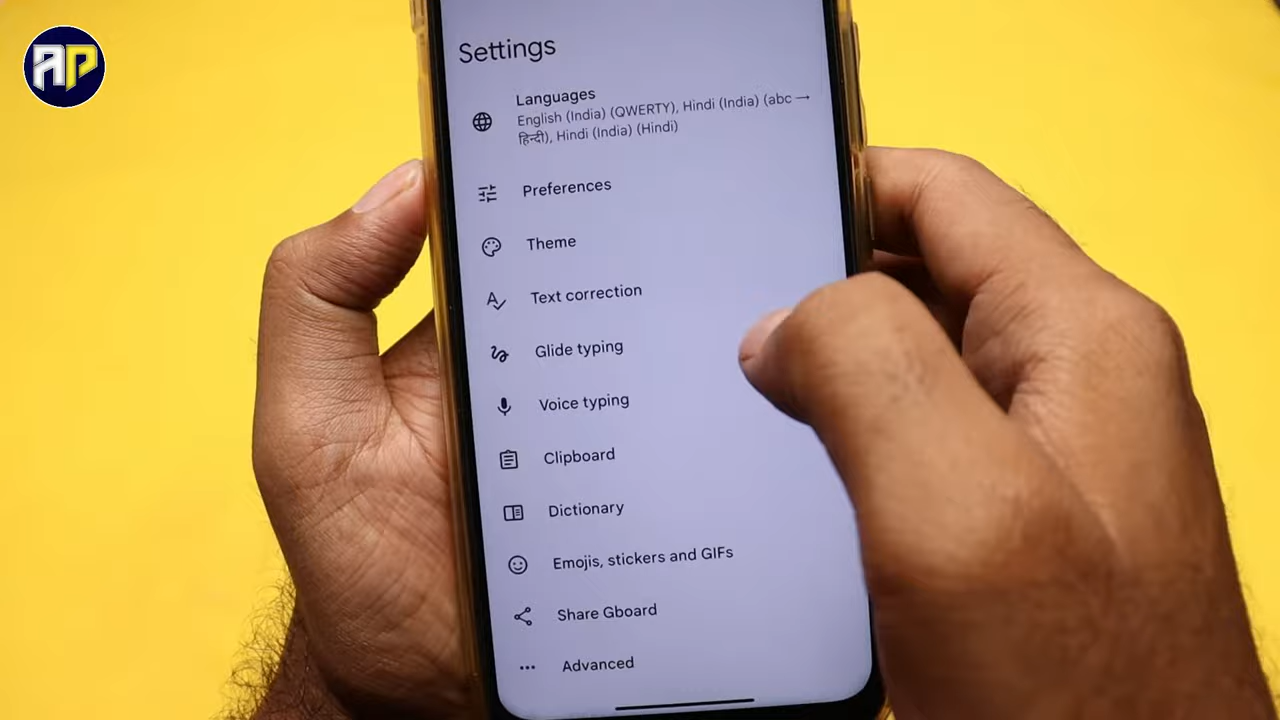 AP
Settings
Languages
English (India) (QWERTY), Hindi (India) (abc →
हिन्दी), Hindi (India) (Hindi)
Preferences
Theme
Text correction
Glide typing
Voice typing
Clipboard
Dictionary
Emojis, stickers and GIFs
Share Gboard
Advanced